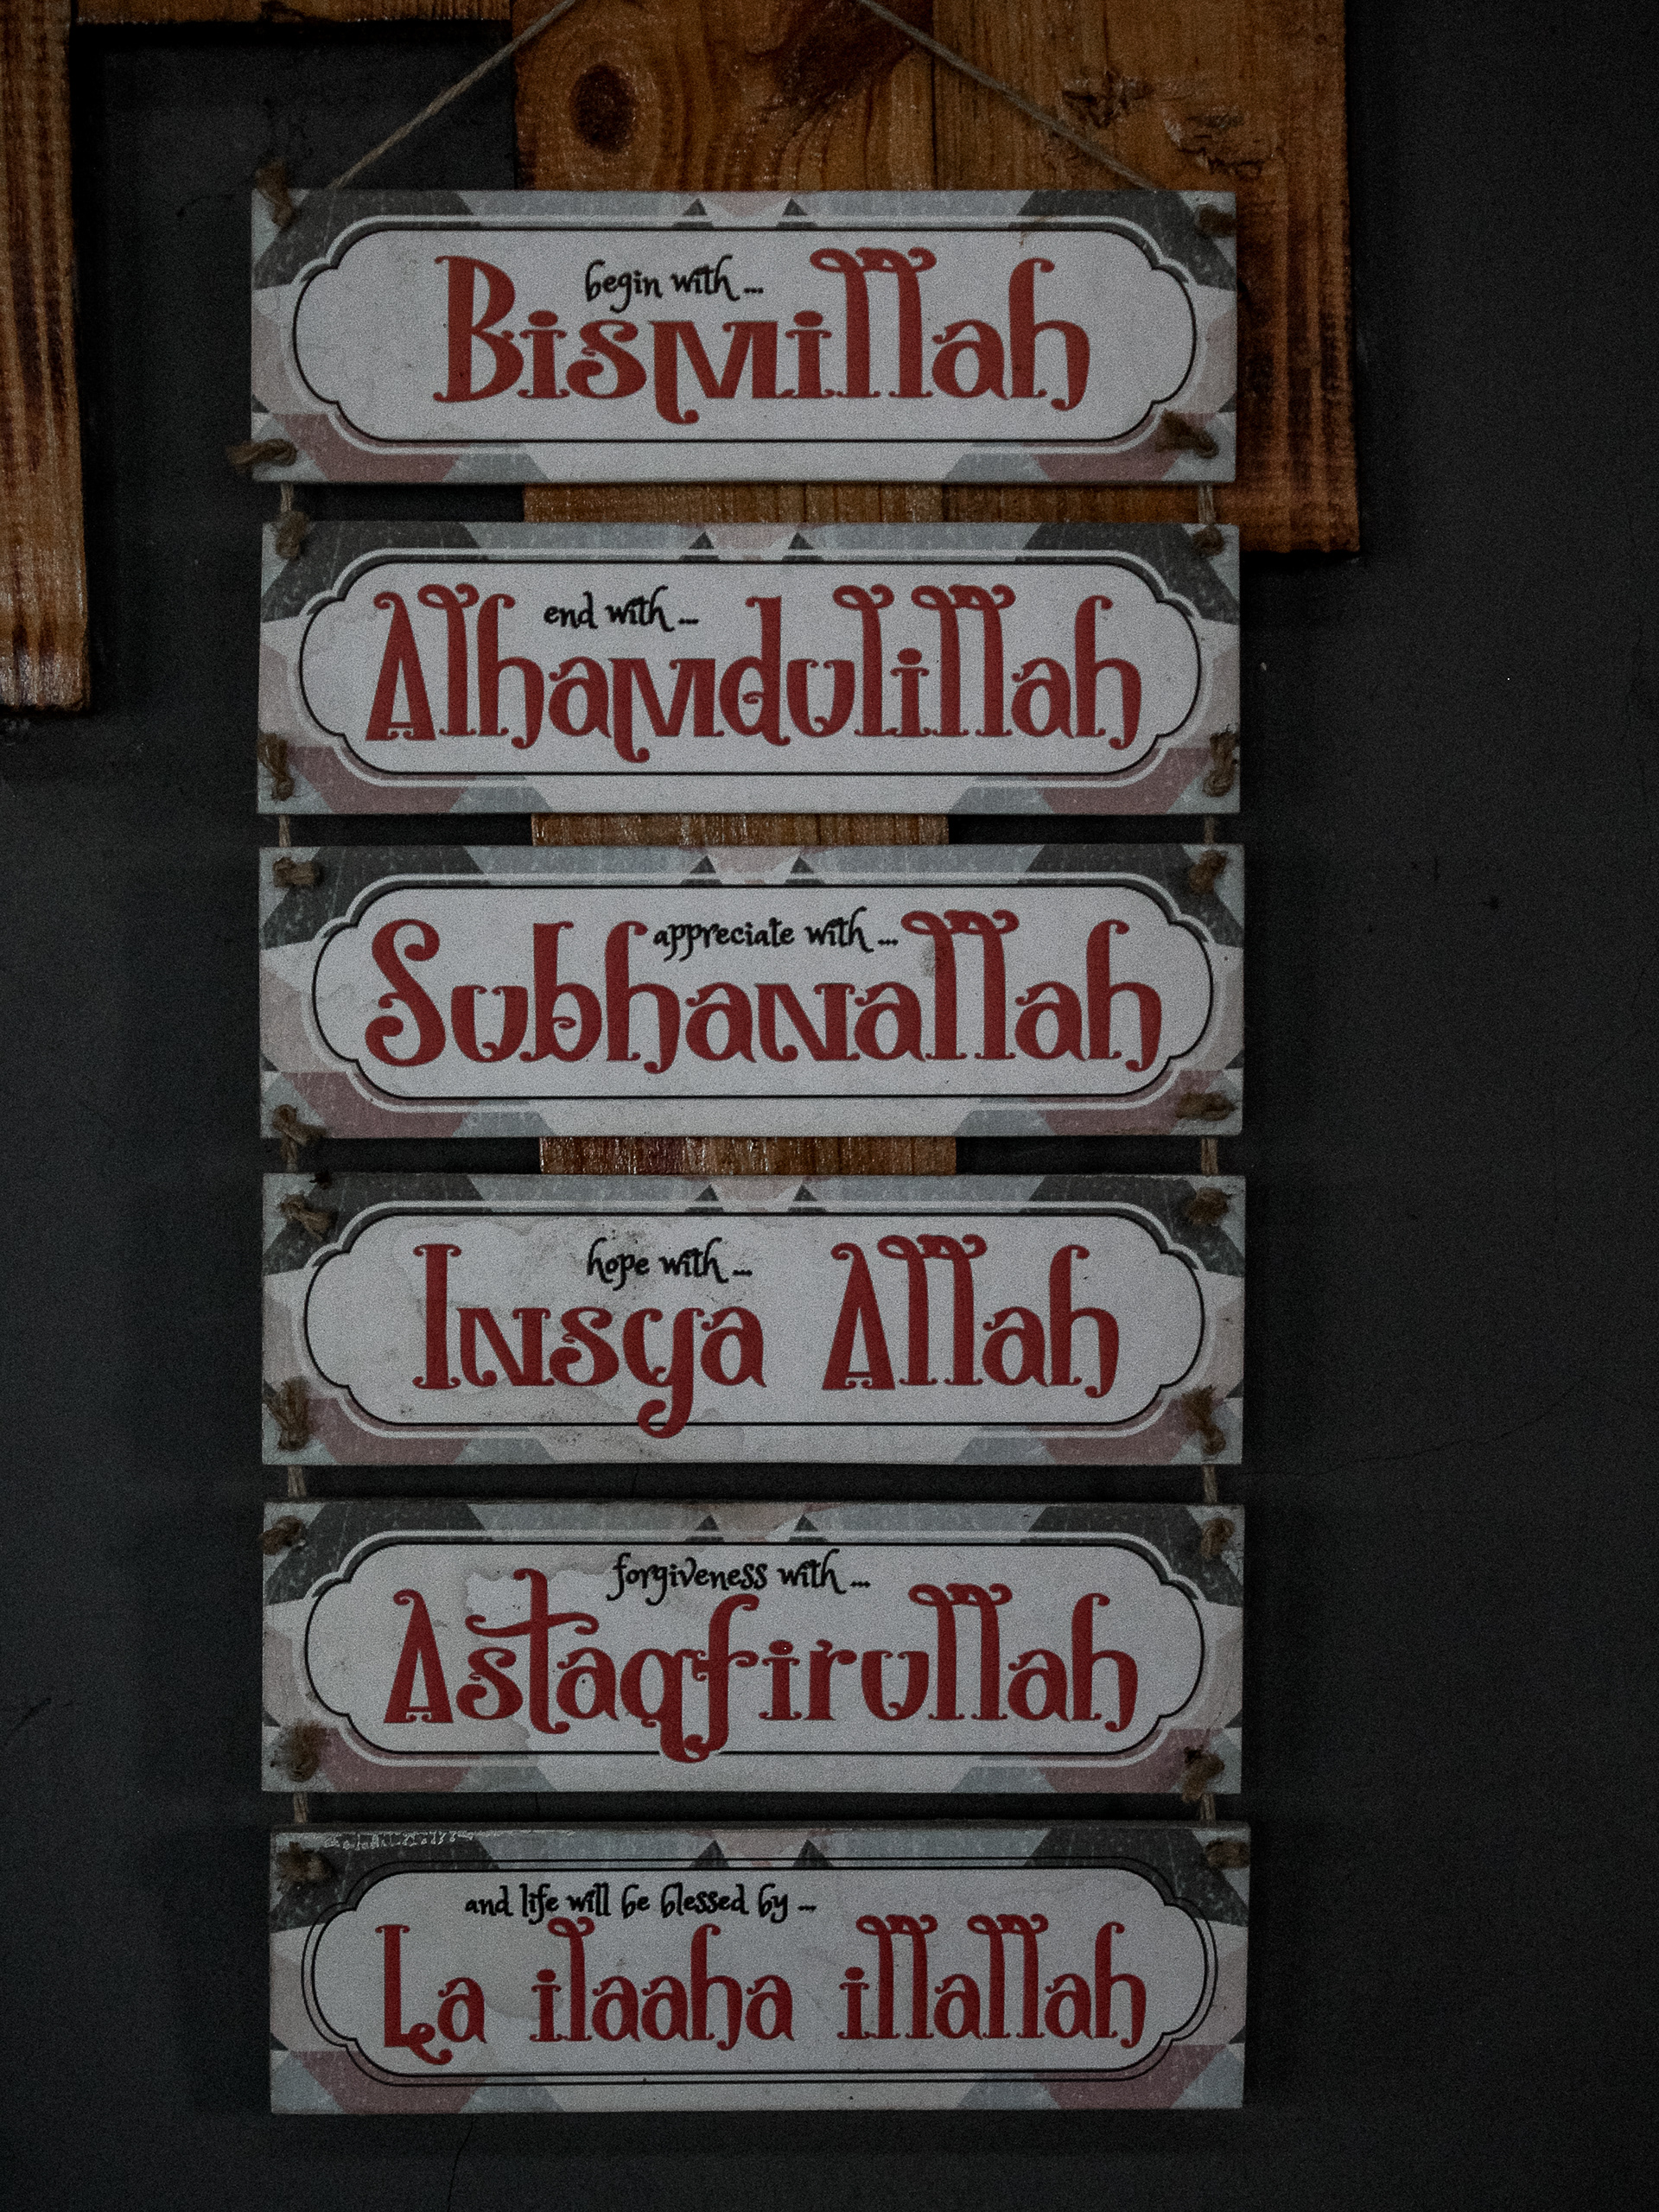 begin with...
Bismillah
end with...
Alhamdulillah
appreciate with...
Subhanallah
hope with...
Insya Allah
forgiveness with...
Astaqfirullah
and life will be blessed by...
La ilaaha illallah